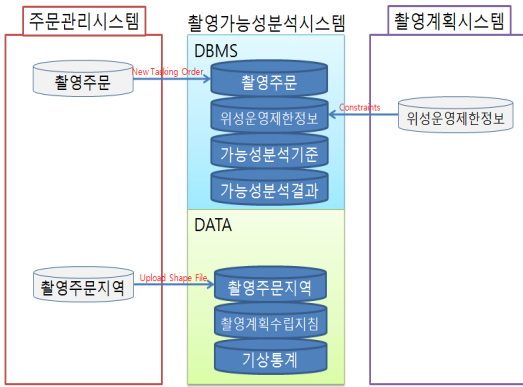 주문관리시스템
촬영가능성분석시스템
촬영계획시스템
DBMS
촬영주문
New Tasking Order
촬영주문
위성운영제한정보
Constraints
위성운영제한정보
가능성분석기준
가능성분석결과
DATA
촬영주문지역
Upload Shape File
촬영주문지역
촬영계획수립지침
기상통계